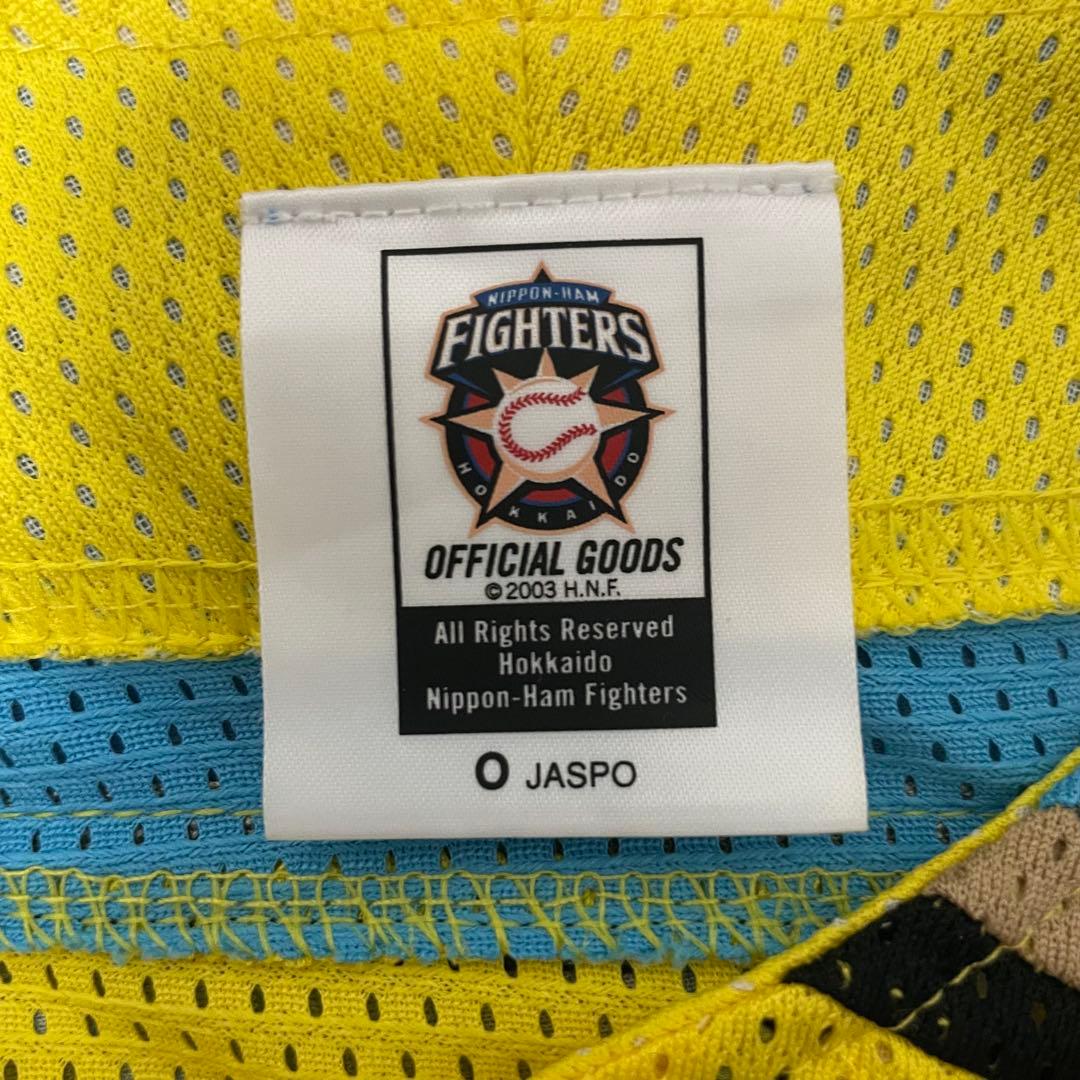 NIPPON-HAM
FIGHTERS
HOKKAIDO
OFFICIAL GOODS
©2003 H.N.F.
All Rights Reserved
Hokkaido
Nippon-Ham Fighters
O JASPO